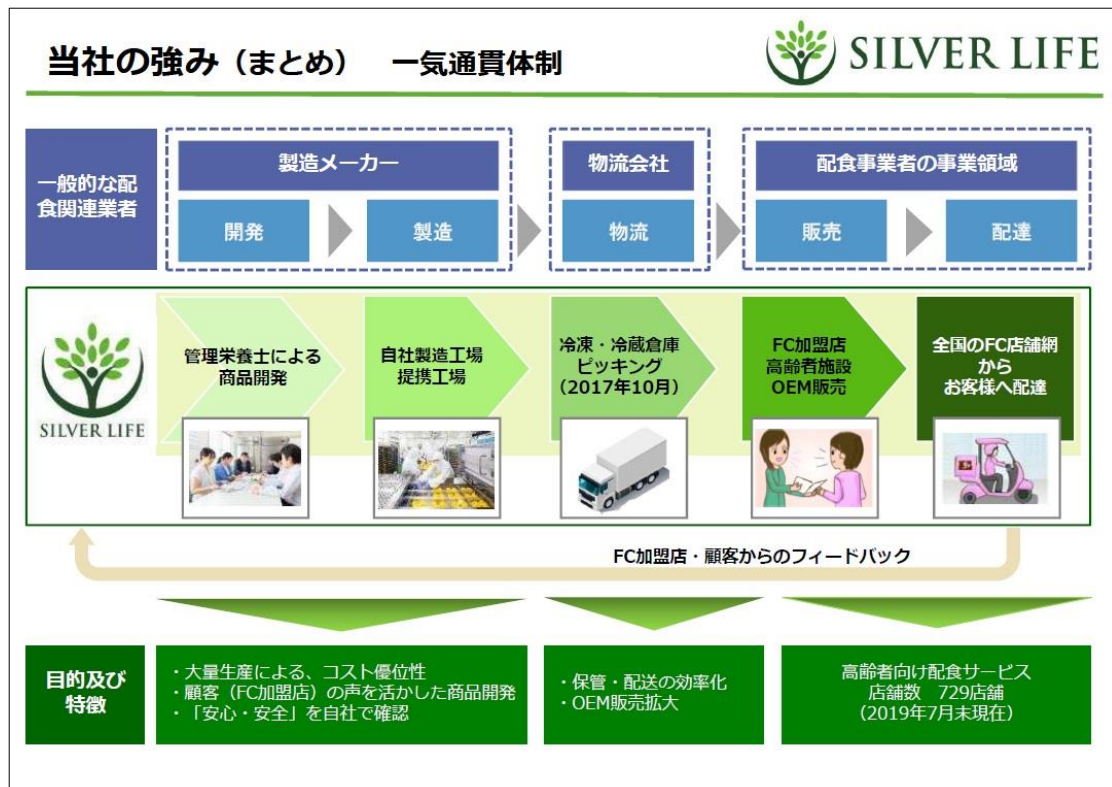 当社の強み（まとめ）　一気通貫体制
SILVER LIFE
一般的な配
食関連業者
製造メーカー
物流会社
配食事業者の事業領域
開発
製造
物流
販売
配達
SILVER LIFE
管理栄養士による
商品開発
自社製造工場
提携工場
冷凍・冷蔵倉庫
ピッキング
（2017年10月）
FC加盟店
高齢者施設
OEM販売
全国のFC店舗網
から
お客様へ配達
FC加盟店・顧客からのフィードバック
目的及び
特徴
・大量生産による、コスト優位性
・顧客（FC加盟店）の声を活かした商品開発
・「安心・安全」を自社で確認
・保管・配送の効率化
・OEM販売拡大
高齢者向け配食サービス
店舗数　729店舗
（2019年7月末現在）